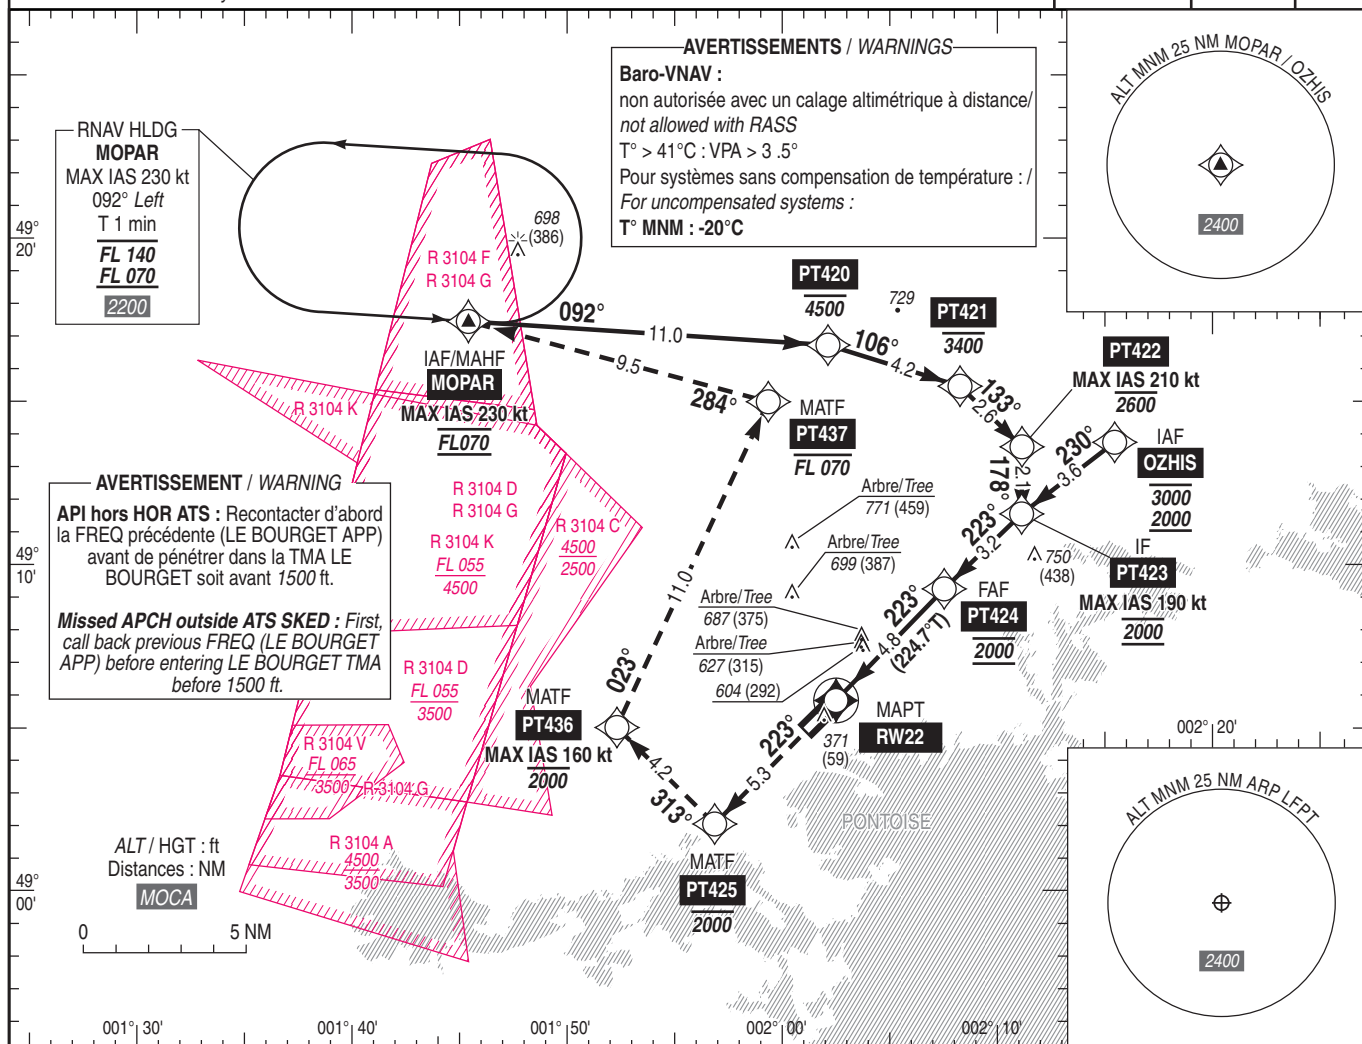 AVERTISSEMENTS / WARNINGS
Baro-VNAV :
non autorisée avec un calage altimétrique à distance/
not allowed with RASS
T° > 41°C : VPA > 3 .5°
Pour systèmes sans compensation de température : /
For uncompensated systems :
T° MNM : -20°C
ALT MNM 25 NM MOPAR / OZHIS
2400
RNAV HLDG
MOPAR
MAX IAS 230 kt
092° Left
T 1 min
FL 140
FL 070
2200
49°
20'
698
(386)
R 3104 F
R 3104 G
092°
11.0
9.5
284°
IAF/MAHF
MOPAR
MAX IAS 230 kt
FL070
R 3104 K
PT420
4500
729
106°
4.2
PT421
3400
133°
2.6
PT422
MAX IAS 210 kt
2600
178°
2.1
230°
3.6
IAF
OZHIS
3000
2000
MATF
PT437
FL 070
AVERTISSEMENT / WARNING
API hors HOR ATS : Recontacter d'abord
la FREQ précédente (LE BOURGET APP)
avant de pénétrer dans la TMA LE
BOURGET soit avant 1500 ft.
Missed APCH outside ATS SKED : First,
call back previous FREQ (LE BOURGET
APP) before entering LE BOURGET TMA
before 1500 ft.
R 3104 D
R 3104 G
R 3104 K
FL 055
4500
R 3104 C
4500
2500
Arbre/Tree
771 (459)
Arbre/Tree
699 (387)
Arbre/Tree
687 (375)
Arbre/Tree
627 (315)
604 (292)
223°
3.2
750
(438)
IF
PT423
MAX IAS 190 kt
2000
49°
10'
FAF
PT424
2000
223°
4.8
(224.7°T)
11.0
023°
R 3104 D
FL 055
3500
MATF
PT436
MAX IAS 160 kt
2000
MAPT
RW22
371
(59)
223°
5.3
4.2
313°
R 3104 V
FL 065
3500
R 3104 G
PONTOISE
MATF
PT425
2000
R 3104 A
4500
3500
ALT / HGT : ft
Distances : NM
MOCA
0 5 NM
49°
00'
002° 20'
ALT MNM 25 NM ARP LFPT
2400
001° 30'
001° 40'
001° 50'
002° 00'
002° 10'